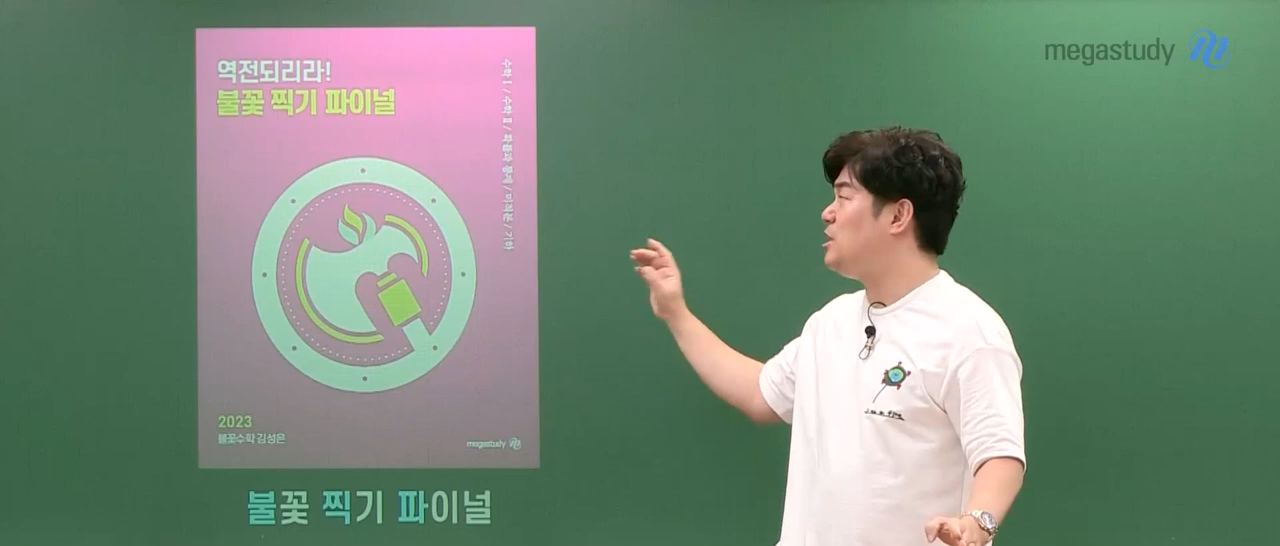 megastudy
역전되리라!
불꽃 찍기 파이널
수학 I / 수학 II / 확률과 통계 / 미적분 / 기하
2023
불꽃수학 김성은
megastudy
불꽃 찍기 파이널